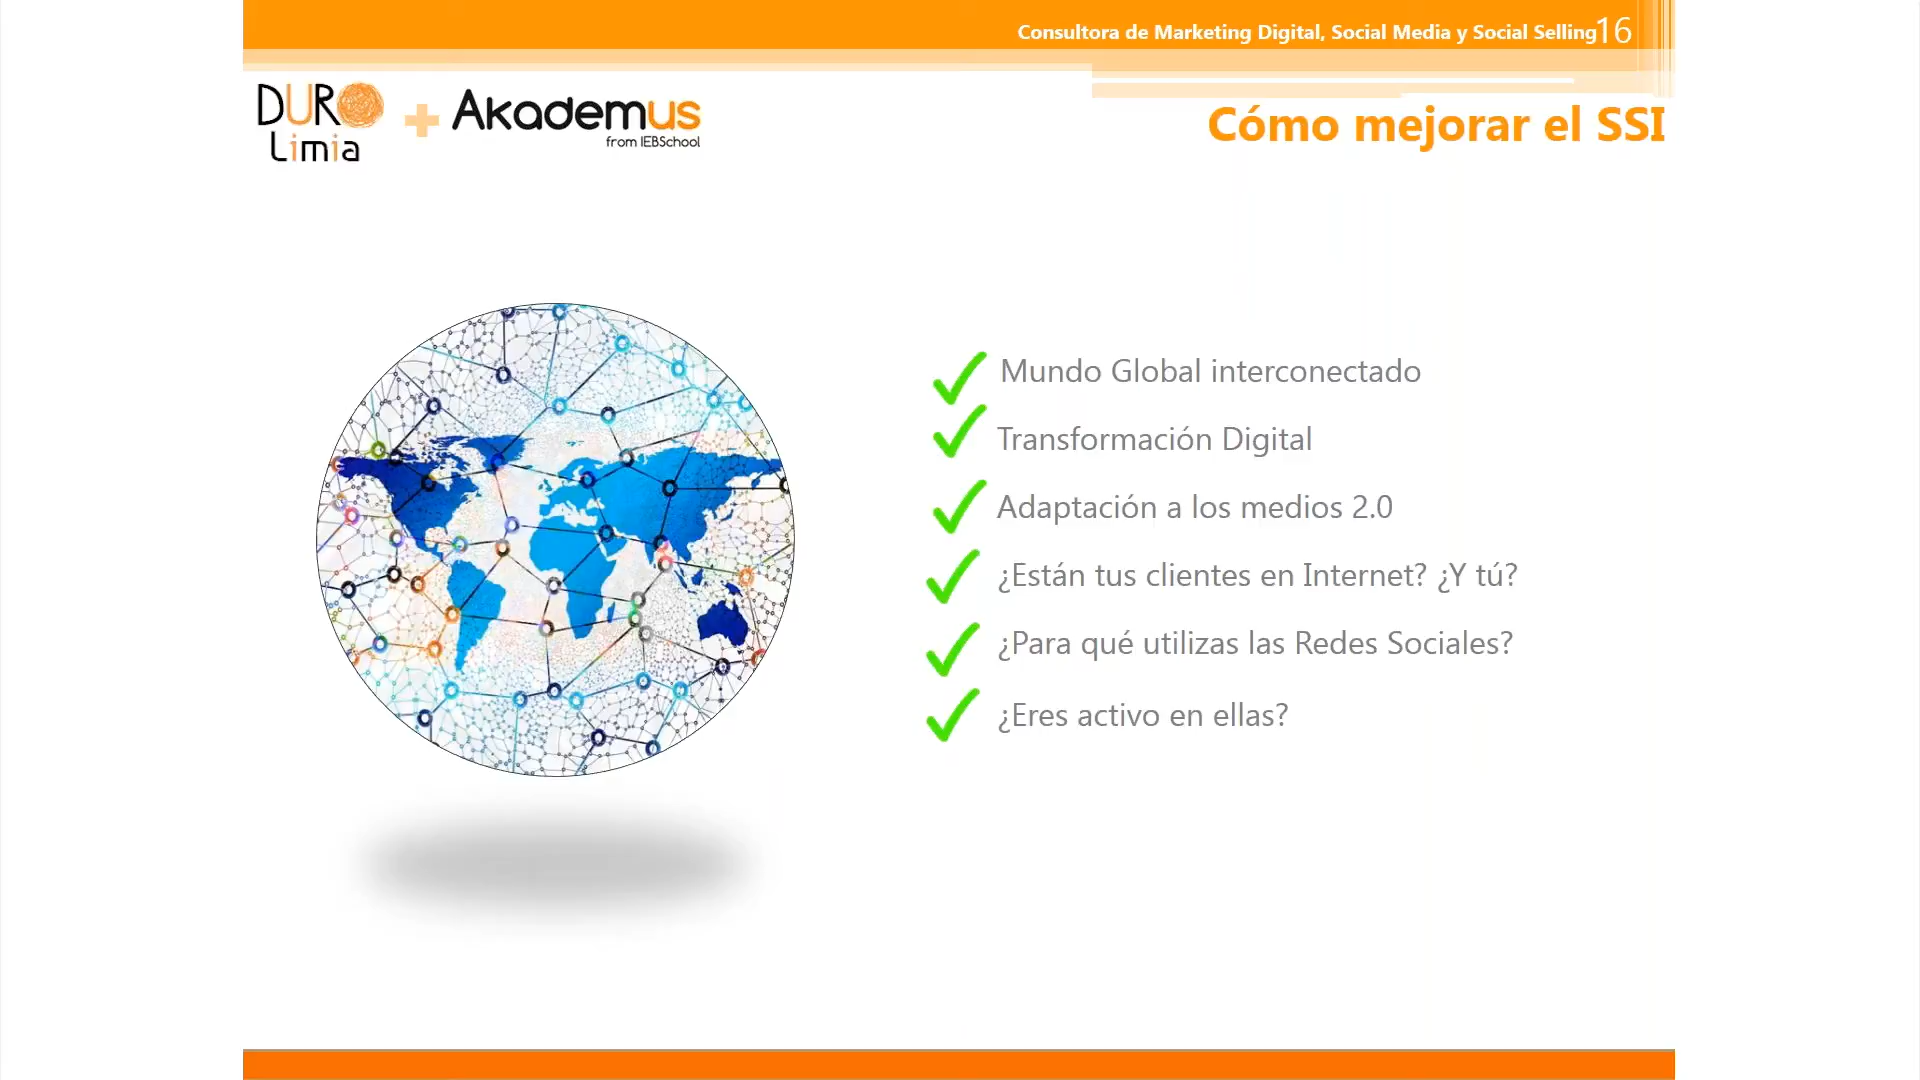 Consultora de Marketing Digital, Social Media y Social Selling 16
DURO
Limia
+ Akademus
from IEBSchool
Cómo mejorar el SSI
Mundo Global interconectado
Transformación Digital
Adaptación a los medios 2.0
¿Están tus clientes en Internet? ¿Y tú?
¿Para qué utilizas las Redes Sociales?
¿Eres activo en ellas?